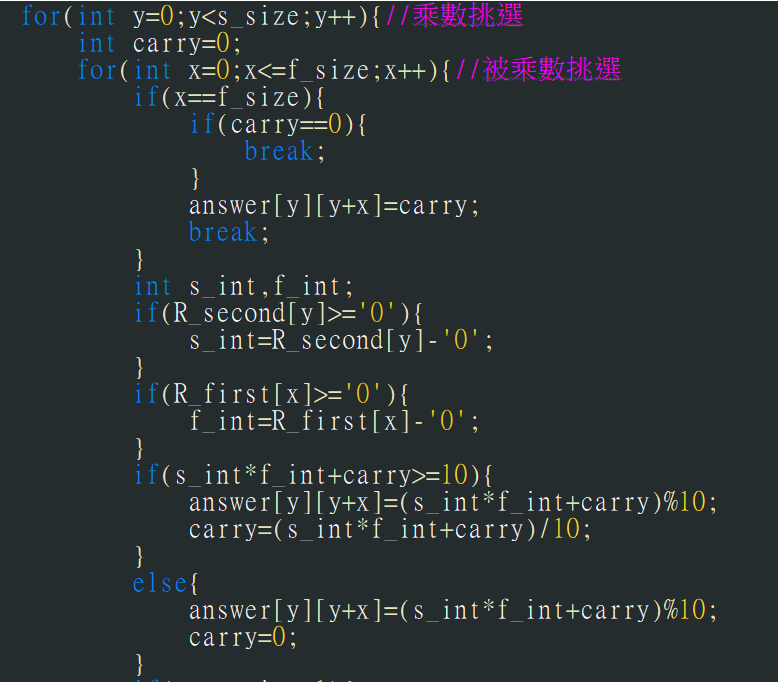 for(int y=0;y<s_size;y++){//乘數挑選
    int carry=0;
    for(int x=0;x<=f_size;x++){//被乘數挑選
        if(x==f_size){
            if(carry==0){
                break;
            }
            answer[y][y+x]=carry;
            break;
        }
        int s_int,f_int;
        if(R_second[y]>='0'){
            s_int=R_second[y]-'0';
        }
        if(R_first[x]>='0'){
            f_int=R_first[x]-'0';
        }
        if(s_int*f_int+carry>=10){
            answer[y][y+x]=(s_int*f_int+carry)%10;
            carry=(s_int*f_int+carry)/10;
        }
        else{
            answer[y][y+x]=(s_int*f_int+carry)%10;
            carry=0;
        }